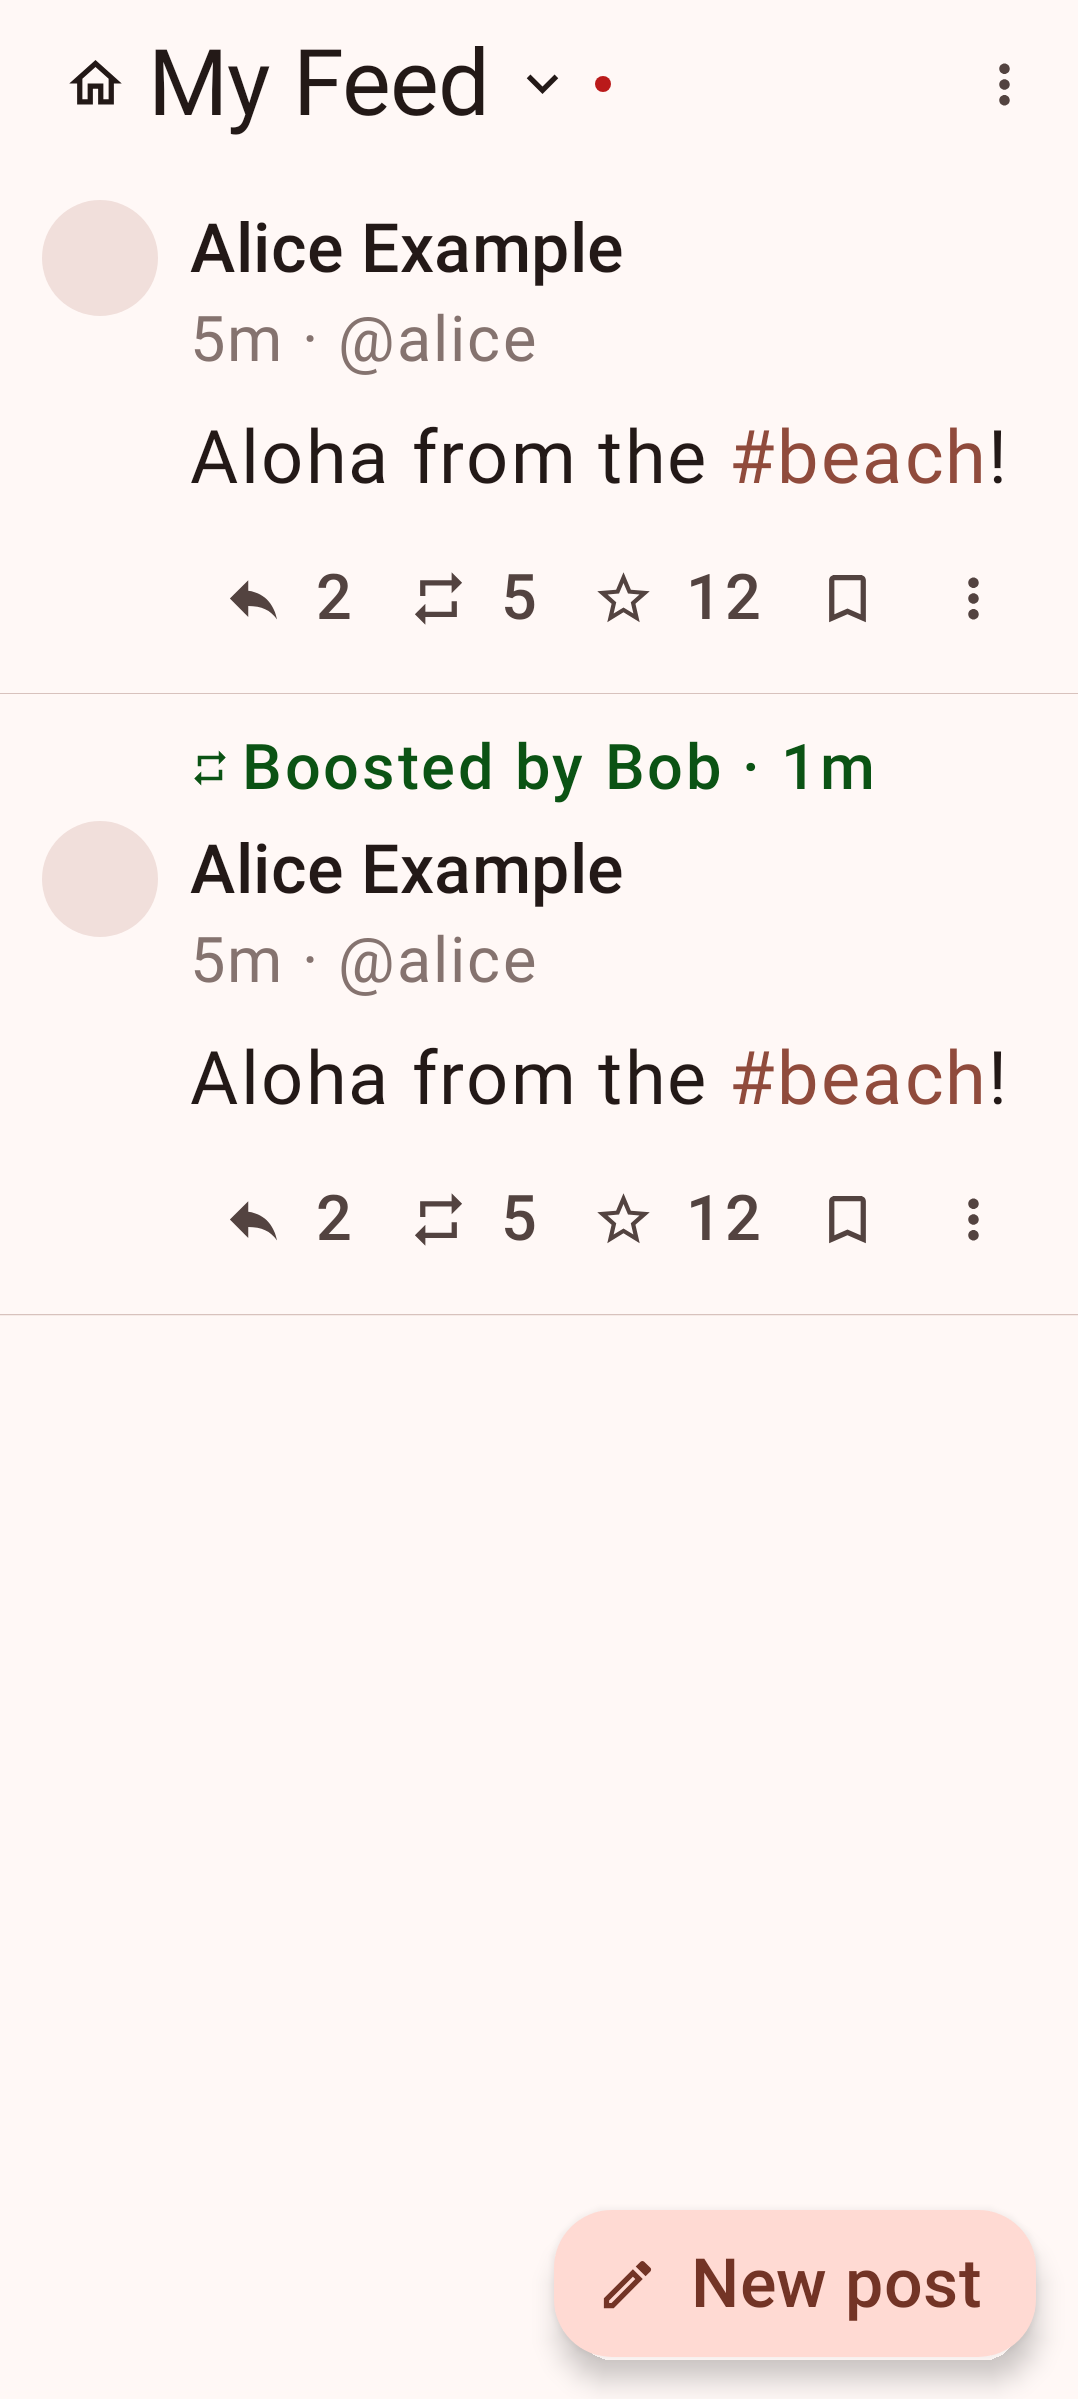 My Feed
Alice Example
5m · @alice
Aloha from the #beach!
2 5 12
Boosted by Bob · 1m
Alice Example
5m · @alice
Aloha from the #beach!
2 5 12
New post